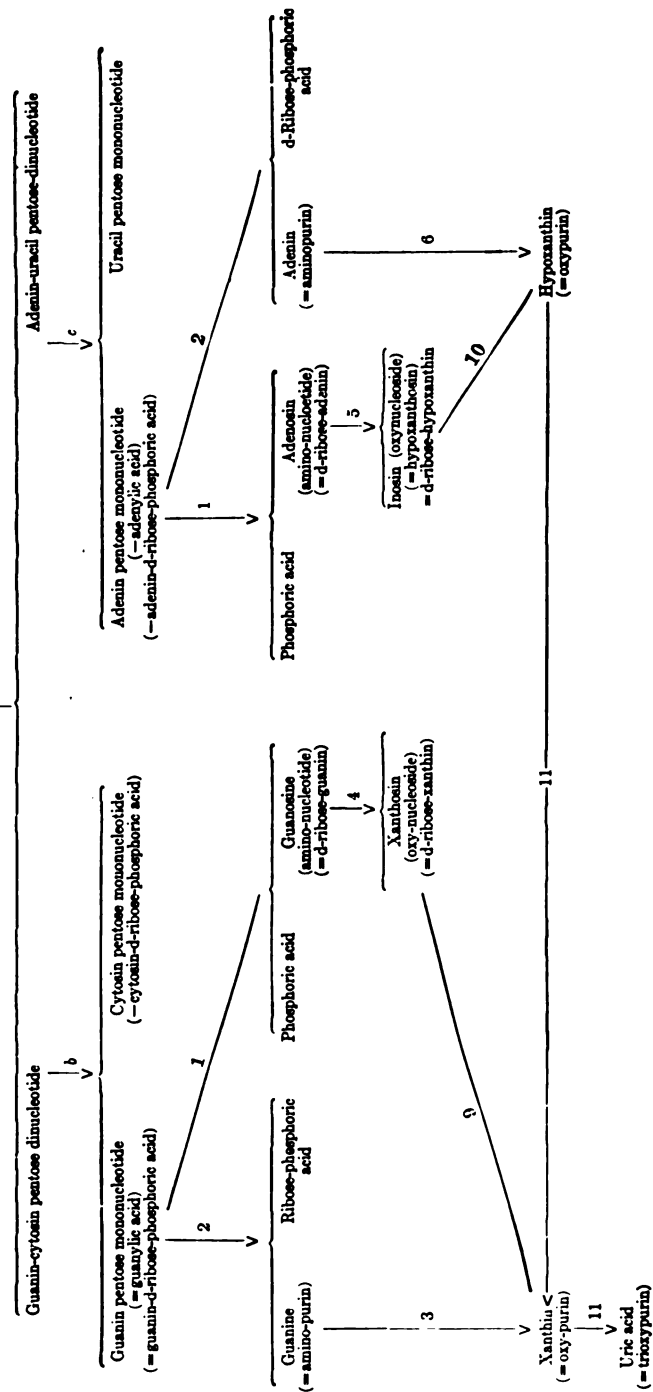 Guanin-cytosin pentose dinucleotide
Adenin-uracil pentose-dinucleotide
b
c
Guanin pentose mononucleotide
(=guanylic acid)
(=guanin-d-ribose-phosphoric acid)
Cytosin pentose mononucleotide
(—cytosin-d-ribose-phosphoric acid)
Adenin pentose mononucleotide
(—adenylic acid)
(—adenin-d-ribose-phosphoric acid)
Uracil pentose mononucleotide
2
1
1
2
Guanine
(=amino-purin)
Ribose-phosphoric
acid
Phosphoric acid
Guanosine
(amino-nucleotide)
(=d-ribose-guanin)
Phosphoric acid
Adenosin
(amino-nucloetide)
(=d-ribose-adenin)
Adenin
(=aminopurin)
d-Ribose-phosphoric
acid
3
4
5
6
Xanthosin
(oxy-nucleoside)
(=d-ribose-xanthin)
Inosin (oxynucleoside)
(=hypoxanthosin)
=d-ribose-hypoxanthin
9
10
Xanthin
(=oxy-purin)
11
Hypoxanthin
(=oxypurin)
11
Uric acid
(=trioxypurin)